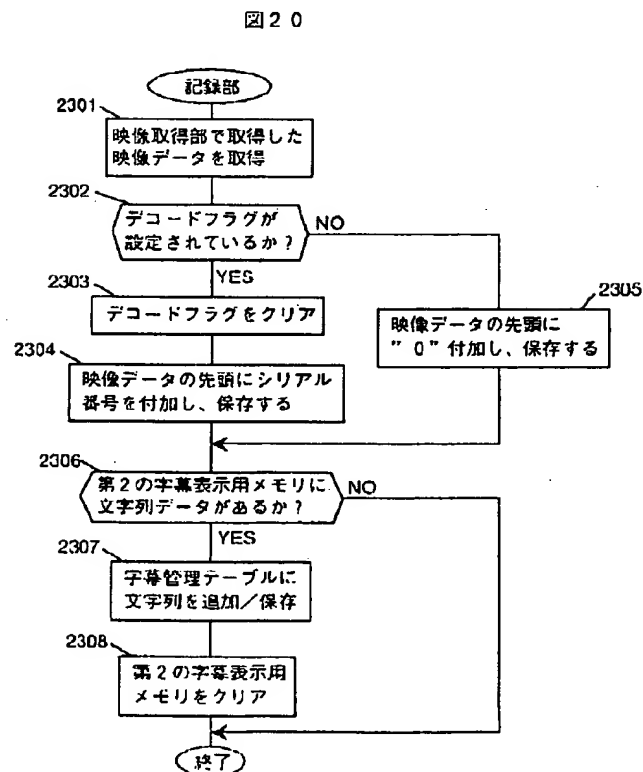 図２０
記録部
2301
映像取得部で取得した
映像データを取得
2302
デコードフラグが
設定されているか？
NO
YES
2303
デコードフラグをクリア
2305
映像データの先頭に
”０”付加し、保存する
2304
映像データの先頭にシリアル
番号を付加し、保存する
2306
第２の字幕表示用メモリに
文字列データがあるか？
NO
YES
2307
字幕管理テーブルに
文字列を追加／保存
2308
第２の字幕表示用
メモリをクリア
終了